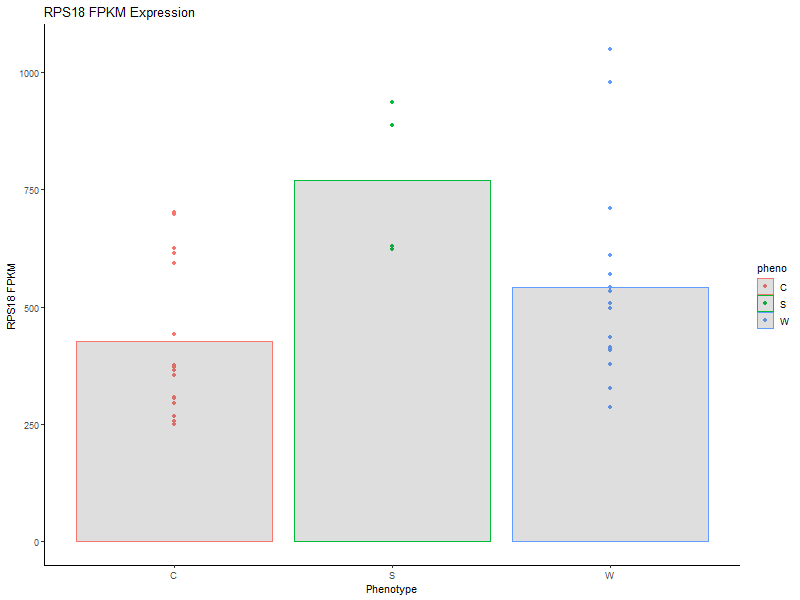 RPS18 FPKM Expression
1000
750
500
250
0
RPS18 FPKM
C
S
W
Phenotype
pheno
C
S
W